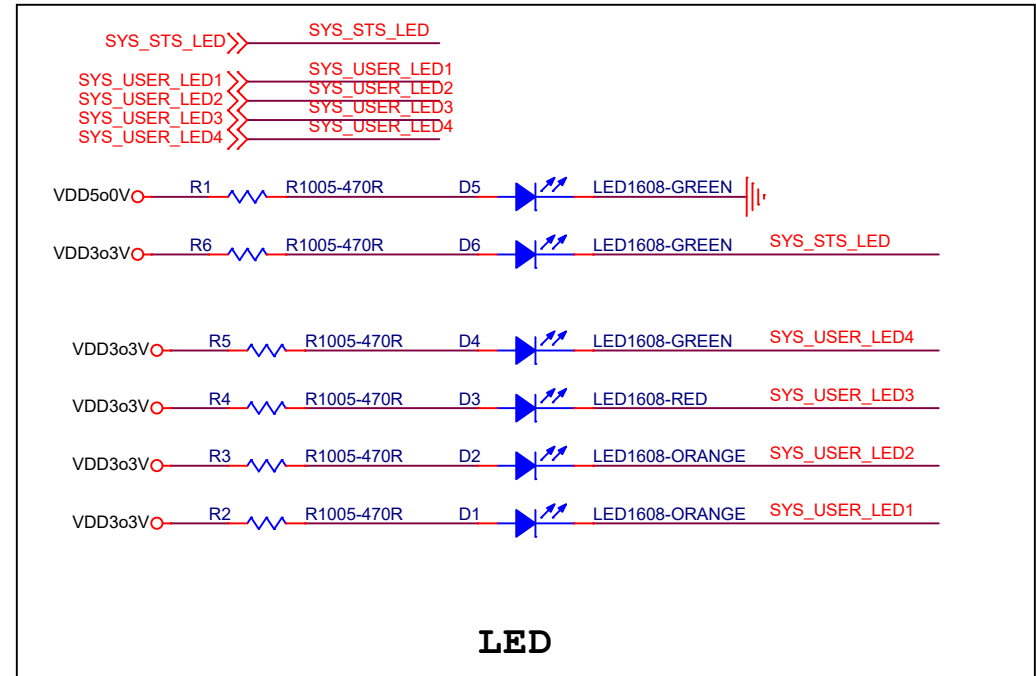 SYS_STS_LED SYS_STS_LED
SYS_USER_LED1 SYS_USER_LED1
SYS_USER_LED2 SYS_USER_LED2
SYS_USER_LED3 SYS_USER_LED3
SYS_USER_LED4 SYS_USER_LED4
VDD5o0V R1 R1005-470R D5 LED1608-GREEN
VDD3o3V R6 R1005-470R D6 LED1608-GREEN SYS_STS_LED
VDD3o3V R5 R1005-470R D4 LED1608-GREEN SYS_USER_LED4
VDD3o3V R4 R1005-470R D3 LED1608-RED SYS_USER_LED3
VDD3o3V R3 R1005-470R D2 LED1608-ORANGE SYS_USER_LED2
VDD3o3V R2 R1005-470R D1 LED1608-ORANGE SYS_USER_LED1
LED